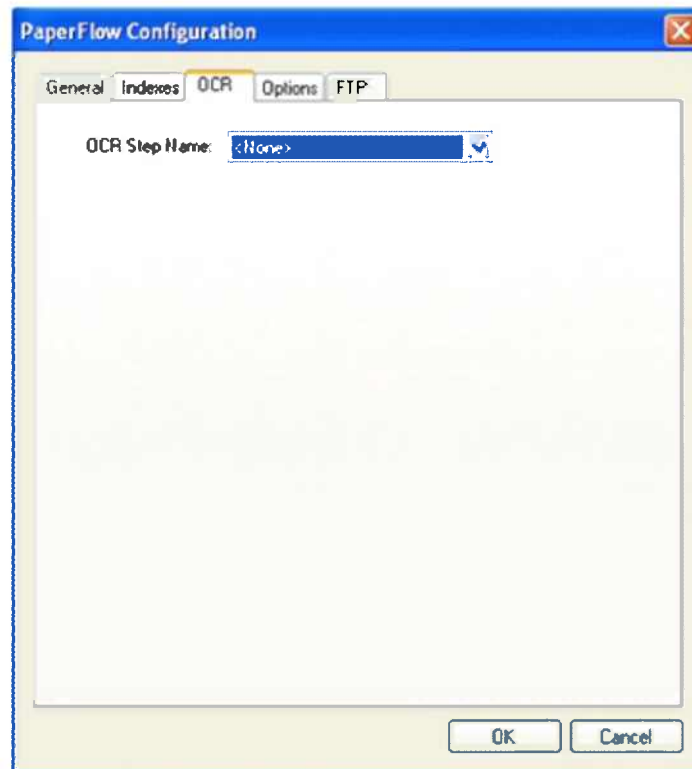 PaperFlow Configuration
General Indexes OCR Options FTP
OCR Step Name: <None>
OK Cancel